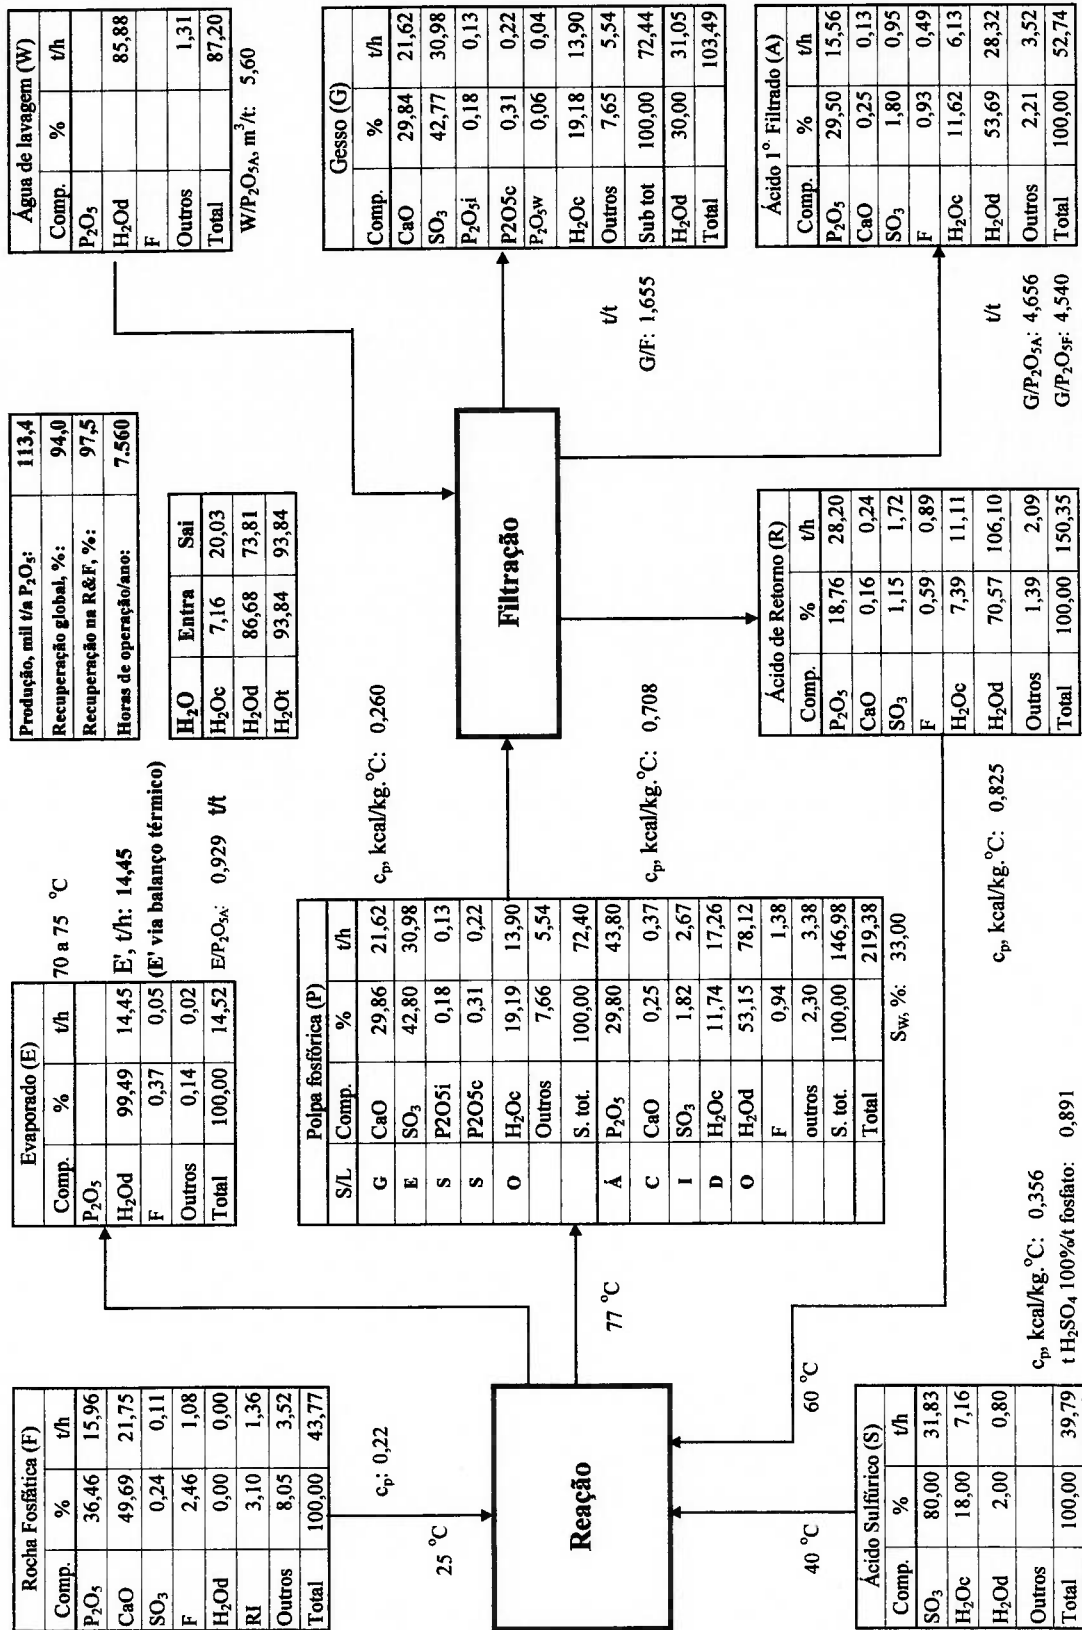 Rocha Fosfática (F)
Comp. % t/h
P₂O₅ 36,46 15,96
CaO 49,69 21,75
SO₃ 0,24 0,11
F 2,46 1,08
H₂Od 0,00 0,00
RI 3,10 1,36
Outros 8,05 3,52
Total 100,00 43,77
25 °C
cₚ: 0,22
Evaporado (E)
Comp. % t/h
P₂O₅
H₂Od 99,49 14,45
F 0,37 0,05
Outros 0,14 0,02
Total 100,00 14,52
70 a 75 °C
E', t/h: 14,45
(E' via balanço térmico)
E/P₂O₅A: 0,929 t/t
Produção, mil t/a P₂O₅: 113,4
Recuperação global, %: 94,0
Recuperação na R&F, %: 97,5
Horas de operação/ano: 7.560
H₂O Entra Sai
H₂Oc 7,16 20,03
H₂Od 86,68 73,81
H₂Ot 93,84 93,84
Água de lavagem (W)
Comp. % t/h
P₂O₅
H₂Od 85,88
F
Outros 1,31
Total 87,20
W/P₂O₅A, m³/t: 5,60
Reação
77 °C
60 °C
40 °C
Polpa fosfórica (P)
S/L Comp. % t/h
G CaO 29,86 21,62
E SO₃ 42,80 30,98
S P2O5i 0,18 0,13
S P2O5c 0,31 0,22
O H₂Oc 19,19 13,90
Outros 7,66 5,54
S. tot. 100,00 72,40
Á P₂O₅ 29,80 43,80
C CaO 0,25 0,37
I SO₃ 1,82 2,67
D H₂Oc 11,74 17,26
O H₂Od 53,15 78,12
F 0,94 1,38
outros 2,30 3,38
S. tot. 100,00 146,98
Total 219,38
Sw, %: 33,00
cₚ, kcal/kg.°C: 0,260
cₚ, kcal/kg.°C: 0,708
Filtração
Gesso (G)
Comp. % t/h
CaO 29,84 21,62
SO₃ 42,77 30,98
P₂O₅i 0,18 0,13
P2O5c 0,31 0,22
P₂O₅w 0,06 0,04
H₂Oc 19,18 13,90
Outros 7,65 5,54
Sub tot 100,00 72,44
H₂Od 30,00 31,05
Total 103,49
t/t
G/F: 1,655
Ácido Sulfúrico (S)
Comp. % t/h
SO₃ 80,00 31,83
H₂Oc 18,00 7,16
H₂Od 2,00 0,80
Outros
Total 100,00 39,79
cₚ, kcal/kg.°C: 0,356
t H₂SO₄ 100%/t fosfato: 0,891
cₚ, kcal/kg.°C: 0,825
Ácido de Retorno (R)
Comp. % t/h
P₂O₅ 18,76 28,20
CaO 0,16 0,24
SO₃ 1,15 1,72
F 0,59 0,89
H₂Oc 7,39 11,11
H₂Od 70,57 106,10
Outros 1,39 2,09
Total 100,00 150,35
Ácido 1º. Filtrado (A)
Comp. % t/h
P₂O₅ 29,50 15,56
CaO 0,25 0,13
SO₃ 1,80 0,95
F 0,93 0,49
H₂Oc 11,62 6,13
H₂Od 53,69 28,32
Outros 2,21 3,52
Total 100,00 52,74
t/t
G/P₂O₅A: 4,656
G/P₂O₅F: 4,540